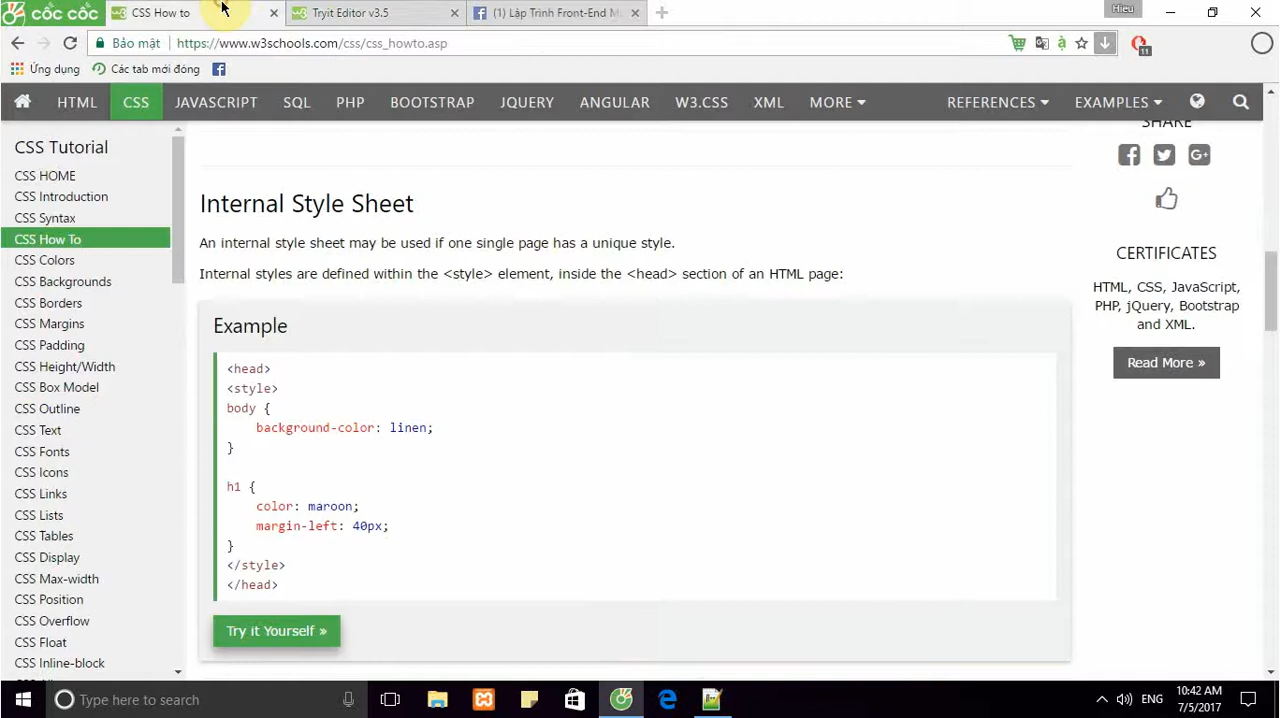 cốc cốc
CSS How to
Tryit Editor v3.5
(1) Lập Trình Front-End M
Hieu
Bảo mật
https://www.w3schools.com/css/css_howto.asp
11
Ứng dụng
Các tab mới đóng
HTML CSS JAVASCRIPT SQL PHP BOOTSTRAP JQUERY ANGULAR W3.CSS XML MORE REFERENCES EXAMPLES
CSS Tutorial
CSS HOME
CSS Introduction
CSS Syntax
CSS How To
CSS Colors
CSS Backgrounds
CSS Borders
CSS Margins
CSS Padding
CSS Height/Width
CSS Box Model
CSS Outline
CSS Text
CSS Fonts
CSS Icons
CSS Links
CSS Lists
CSS Tables
CSS Display
CSS Max-width
CSS Position
CSS Overflow
CSS Float
CSS Inline-block
Internal Style Sheet
An internal style sheet may be used if one single page has a unique style.
Internal styles are defined within the <style> element, inside the <head> section of an HTML page:
Example
<head>
<style>
body {
background-color: linen;
}
h1 {
color: maroon;
margin-left: 40px;
}
</style>
</head>
Try it Yourself »
SHARE
CERTIFICATES
HTML, CSS, JavaScript,
PHP, jQuery, Bootstrap
and XML.
Read More »
Type here to search
ENG
10:42 AM
7/5/2017